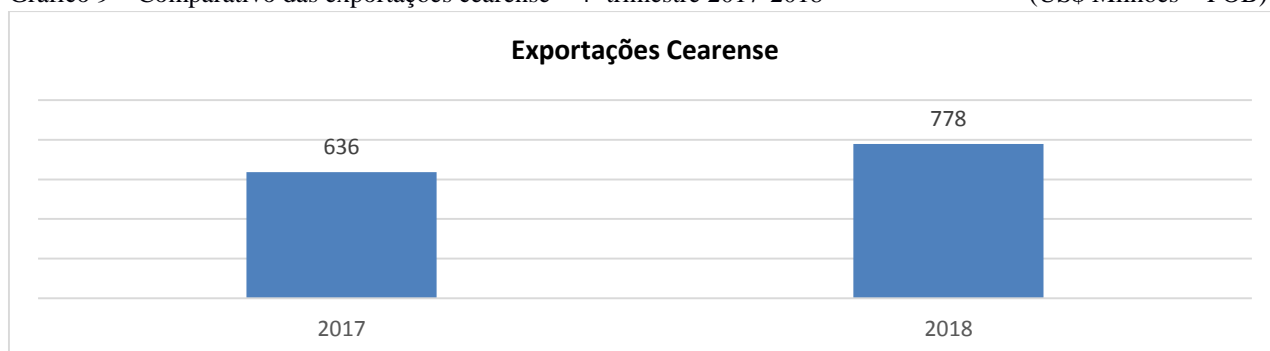 Gráfico 9 – Comparativo das exportações cearense – 4º trimestre 2017-2018 (US$ Milhões – FOB)
Exportações Cearense
636
778
2017
2018